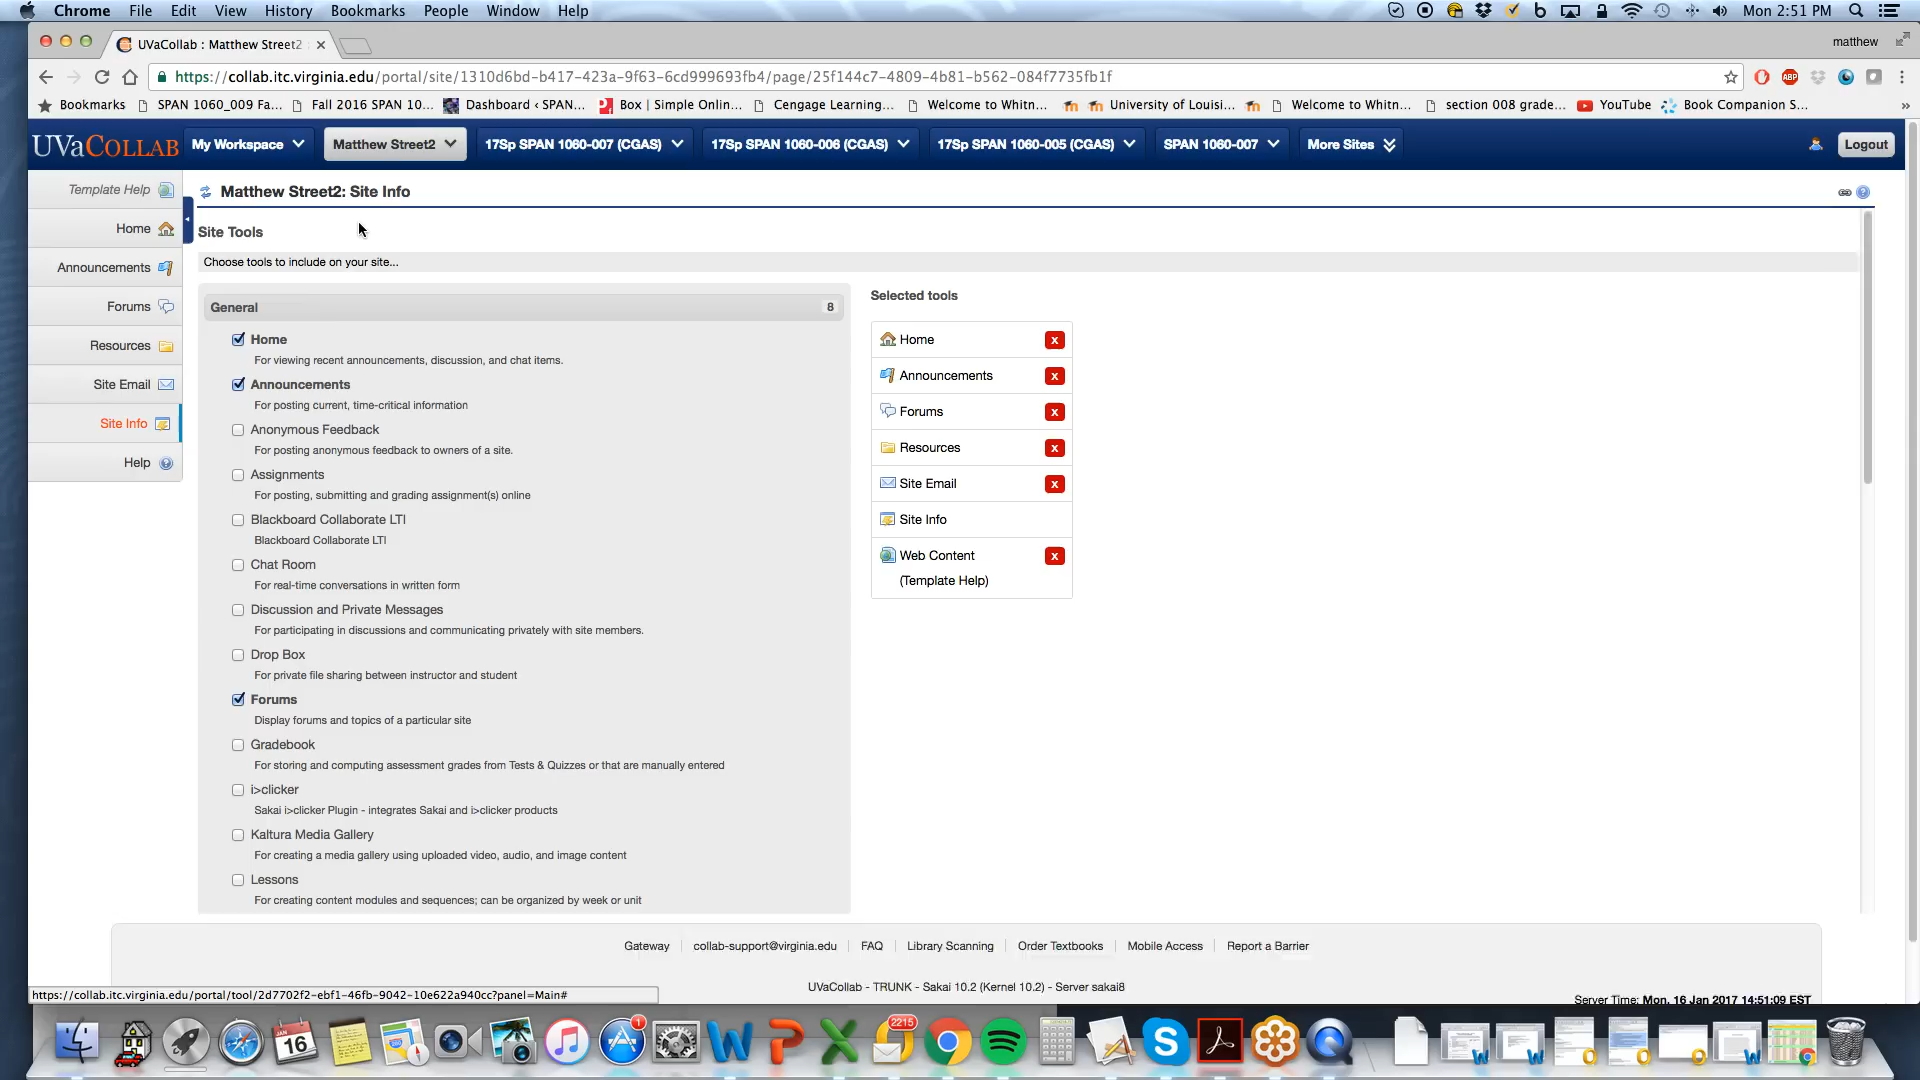 Chrome File Edit View History Bookmarks People Window Help Mon 2:51 PM
UVaCollab : Matthew Street2 matthew
https://collab.itc.virginia.edu/portal/site/1310d6bd-b417-423a-9f63-6cd999693fb4/page/25f144c7-4809-4b81-b562-084f7735fb1f
Bookmarks SPAN 1060_009 Fa... Fall 2016 SPAN 10... Dashboard ‹ SPAN... Box | Simple Onlin... Cengage Learning... Welcome to Whitn... University of Louisi... Welcome to Whitn... section 008 grade... YouTube Book Companion S... »
UVaCOLLAB My Workspace Matthew Street2 17Sp SPAN 1060-007 (CGAS) 17Sp SPAN 1060-006 (CGAS) 17Sp SPAN 1060-005 (CGAS) SPAN 1060-007 More Sites Logout
Template Help
Home
Announcements
Forums
Resources
Site Email
Site Info
Help
Matthew Street2: Site Info
Site Tools
Choose tools to include on your site...
General 8
Home
For viewing recent announcements, discussion, and chat items.
Announcements
For posting current, time-critical information
Anonymous Feedback
For posting anonymous feedback to owners of a site.
Assignments
For posting, submitting and grading assignment(s) online
Blackboard Collaborate LTI
Blackboard Collaborate LTI
Chat Room
For real-time conversations in written form
Discussion and Private Messages
For participating in discussions and communicating privately with site members.
Drop Box
For private file sharing between instructor and student
Forums
Display forums and topics of a particular site
Gradebook
For storing and computing assessment grades from Tests & Quizzes or that are manually entered
i>clicker
Sakai i>clicker Plugin - integrates Sakai and i>clicker products
Kaltura Media Gallery
For creating a media gallery using uploaded video, audio, and image content
Lessons
For creating content modules and sequences; can be organized by week or unit
Selected tools
Home x
Announcements x
Forums x
Resources x
Site Email x
Site Info
Web Content x
(Template Help)
Gateway collab-support@virginia.edu FAQ Library Scanning Order Textbooks Mobile Access Report a Barrier
UVaCollab - TRUNK - Sakai 10.2 (Kernel 10.2) - Server sakai8
Server Time: Mon, 16 Jan 2017 14:51:09 EST
https://collab.itc.virginia.edu/portal/tool/2d7702f2-ebf1-46fb-9042-10e622a940cc?panel=Main#
JAN
16
1
2215